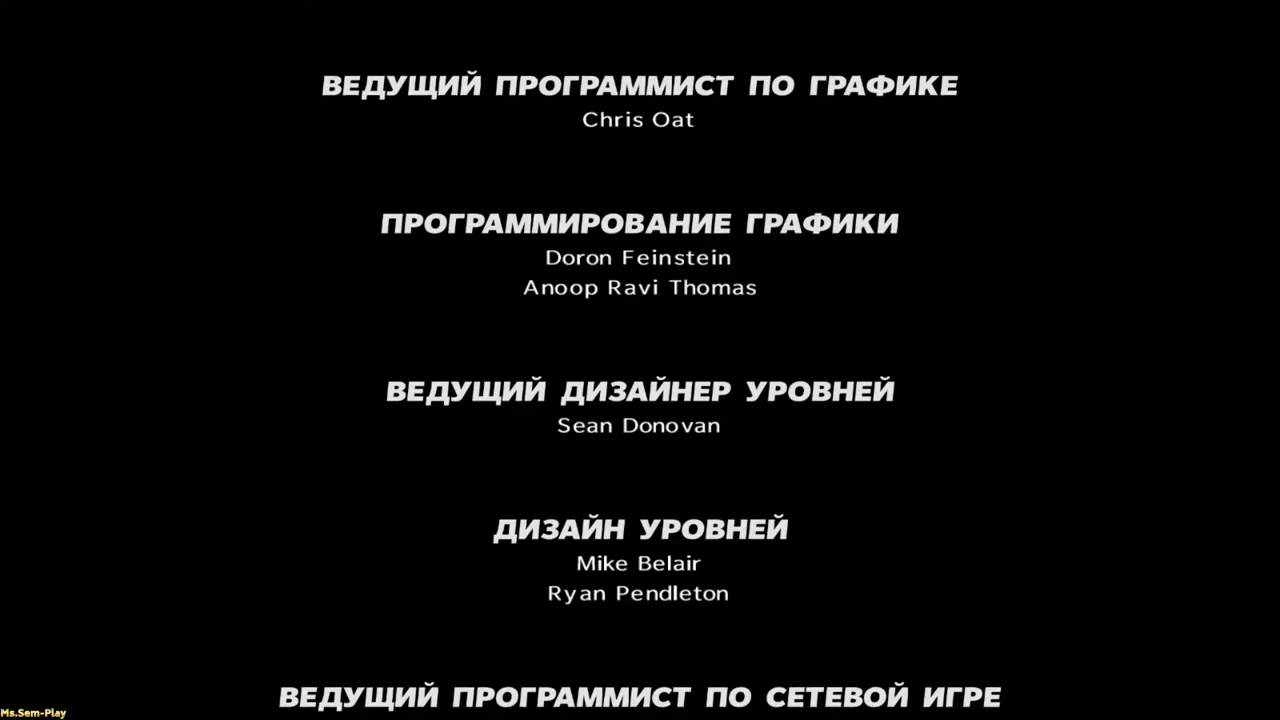 ВЕДУЩИЙ ПРОГРАММИСТ ПО ГРАФИКЕ
Chris Oat
ПРОГРАММИРОВАНИЕ ГРАФИКИ
Doron Feinstein
Anoop Ravi Thomas
ВЕДУЩИЙ ДИЗАЙНЕР УРОВНЕЙ
Sean Donovan
ДИЗАЙН УРОВНЕЙ
Mike Belair
Ryan Pendleton
ВЕДУЩИЙ ПРОГРАММИСТ ПО СЕТЕВОЙ ИГРЕ
Ms.Sem-Play